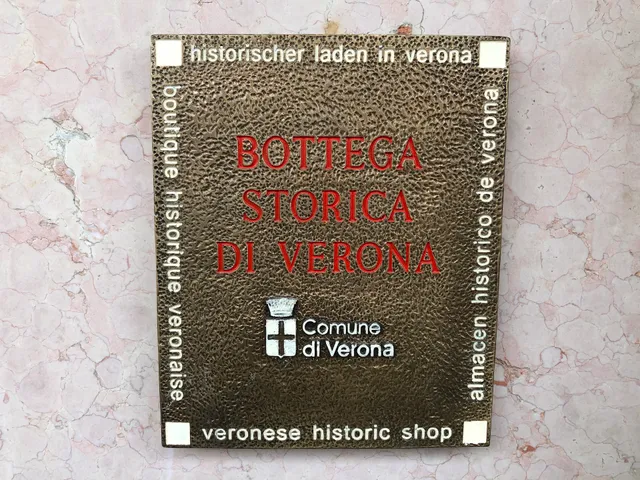 historischer laden in verona
boutique historique veronaise
BOTTEGA
STORICA
DI VERONA
Comune
di Verona
almacen historico de verona
veronese historic shop